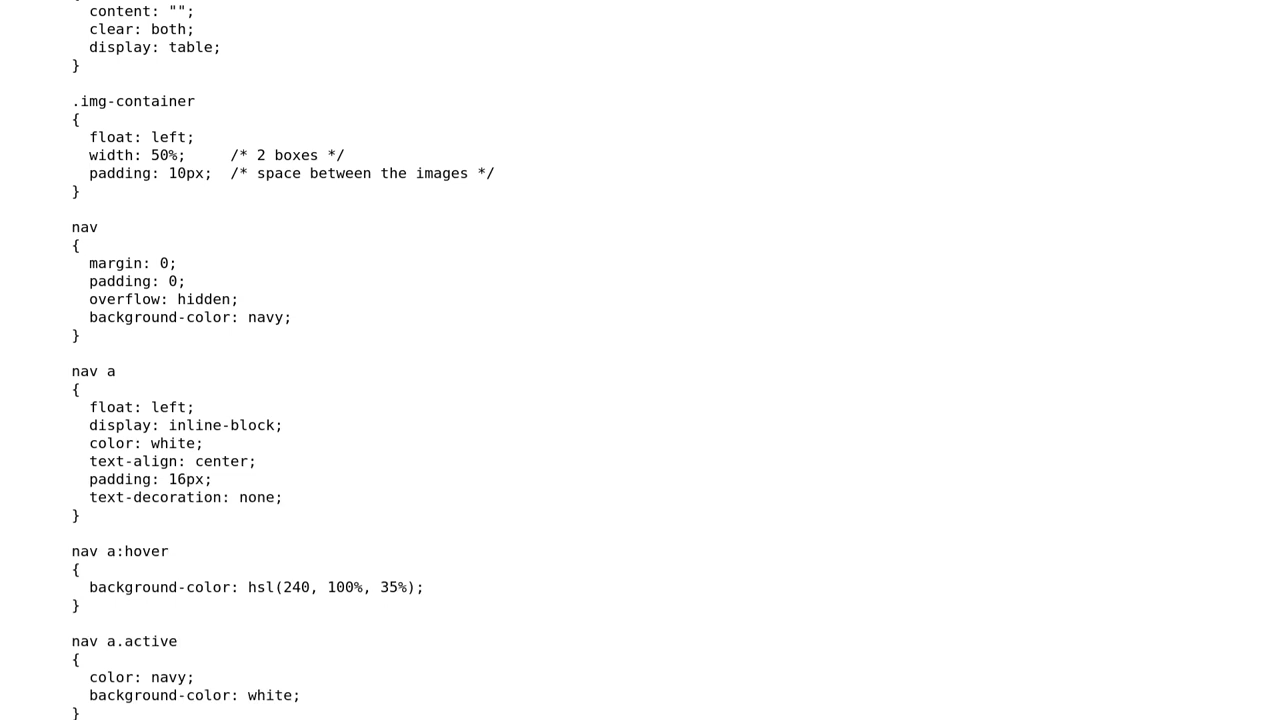 content: "";
clear: both;
display: table;
}
.img-container
{
float: left;
width: 50%;     /* 2 boxes */
padding: 10px;  /* space between the images */
}
nav
{
margin: 0;
padding: 0;
overflow: hidden;
background-color: navy;
}
nav a
{
float: left;
display: inline-block;
color: white;
text-align: center;
padding: 16px;
text-decoration: none;
}
nav a:hover
{
background-color: hsl(240, 100%, 35%);
}
nav a.active
{
color: navy;
background-color: white;
}